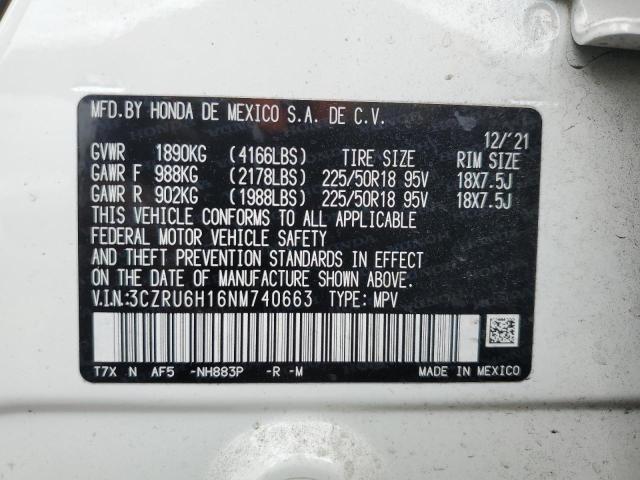 MFD.BY HONDA DE MEXICO S.A. DE C.V.
12/'21
GVWR 1890KG (4166LBS) TIRE SIZE RIM SIZE
GAWR F 988KG (2178LBS) 225/50R18 95V 18X7.5J
GAWR R 902KG (1988LBS) 225/50R18 95V 18X7.5J
THIS VEHICLE CONFORMS TO ALL APPLICABLE
FEDERAL MOTOR VEHICLE SAFETY
AND THEFT PREVENTION STANDARDS IN EFFECT
ON THE DATE OF MANUFACTURE SHOWN ABOVE.
V.I.N.:3CZRU6H16NM740663 TYPE: MPV
T7X N AF5 -NH883P -R -M MADE IN MEXICO